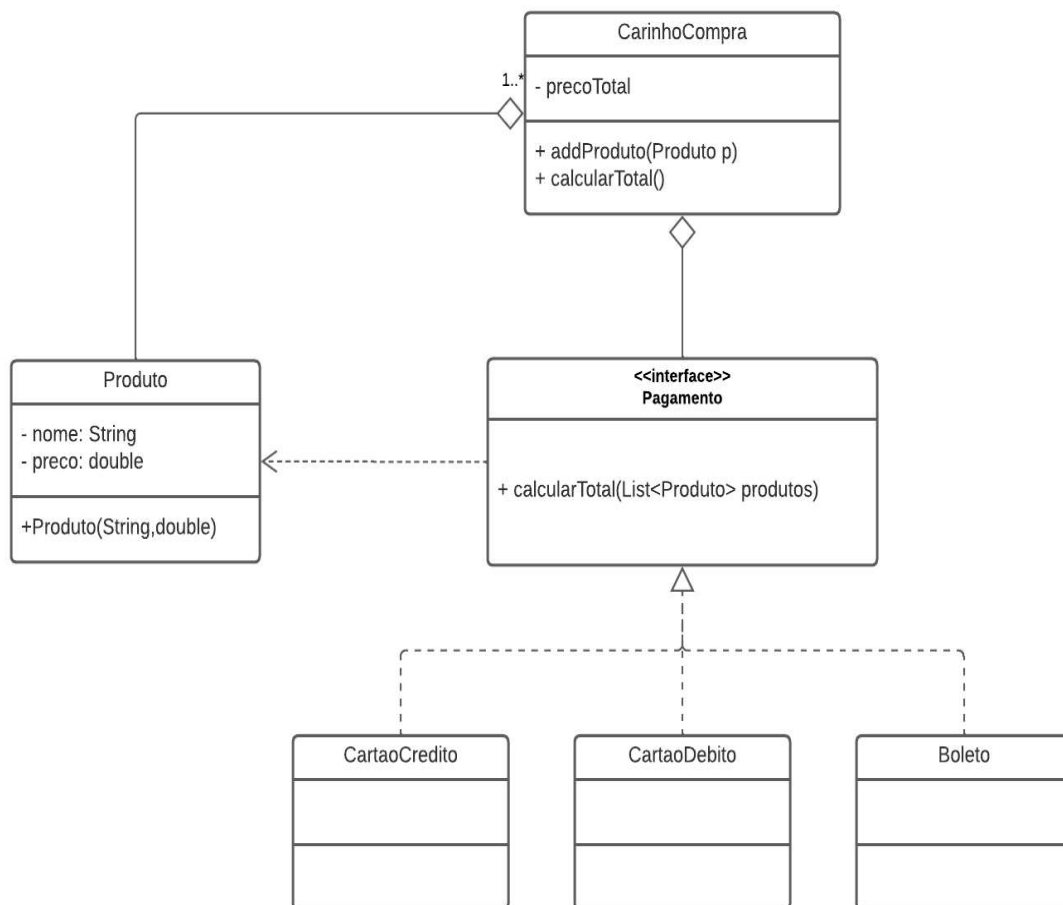 CarinhoCompra
1..*
- precoTotal
+ addProduto(Produto p)
+ calcularTotal()
Produto
- nome: String
- preco: double
+Produto(String,double)
<<interface>>
Pagamento
+ calcularTotal(List<Produto> produtos)
CartaoCredito
CartaoDebito
Boleto